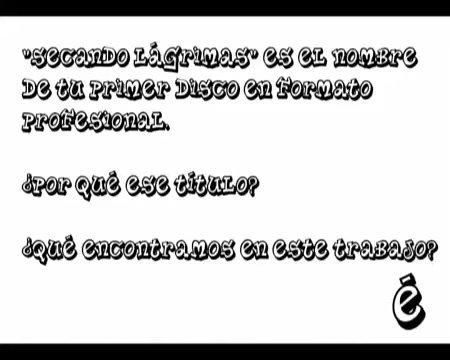 "Secando Lágrimas" es el nombre
de tu primer disco en formato
profesional.
¿Por qué ese título?
¿Qué encontramos en este trabajo?
é